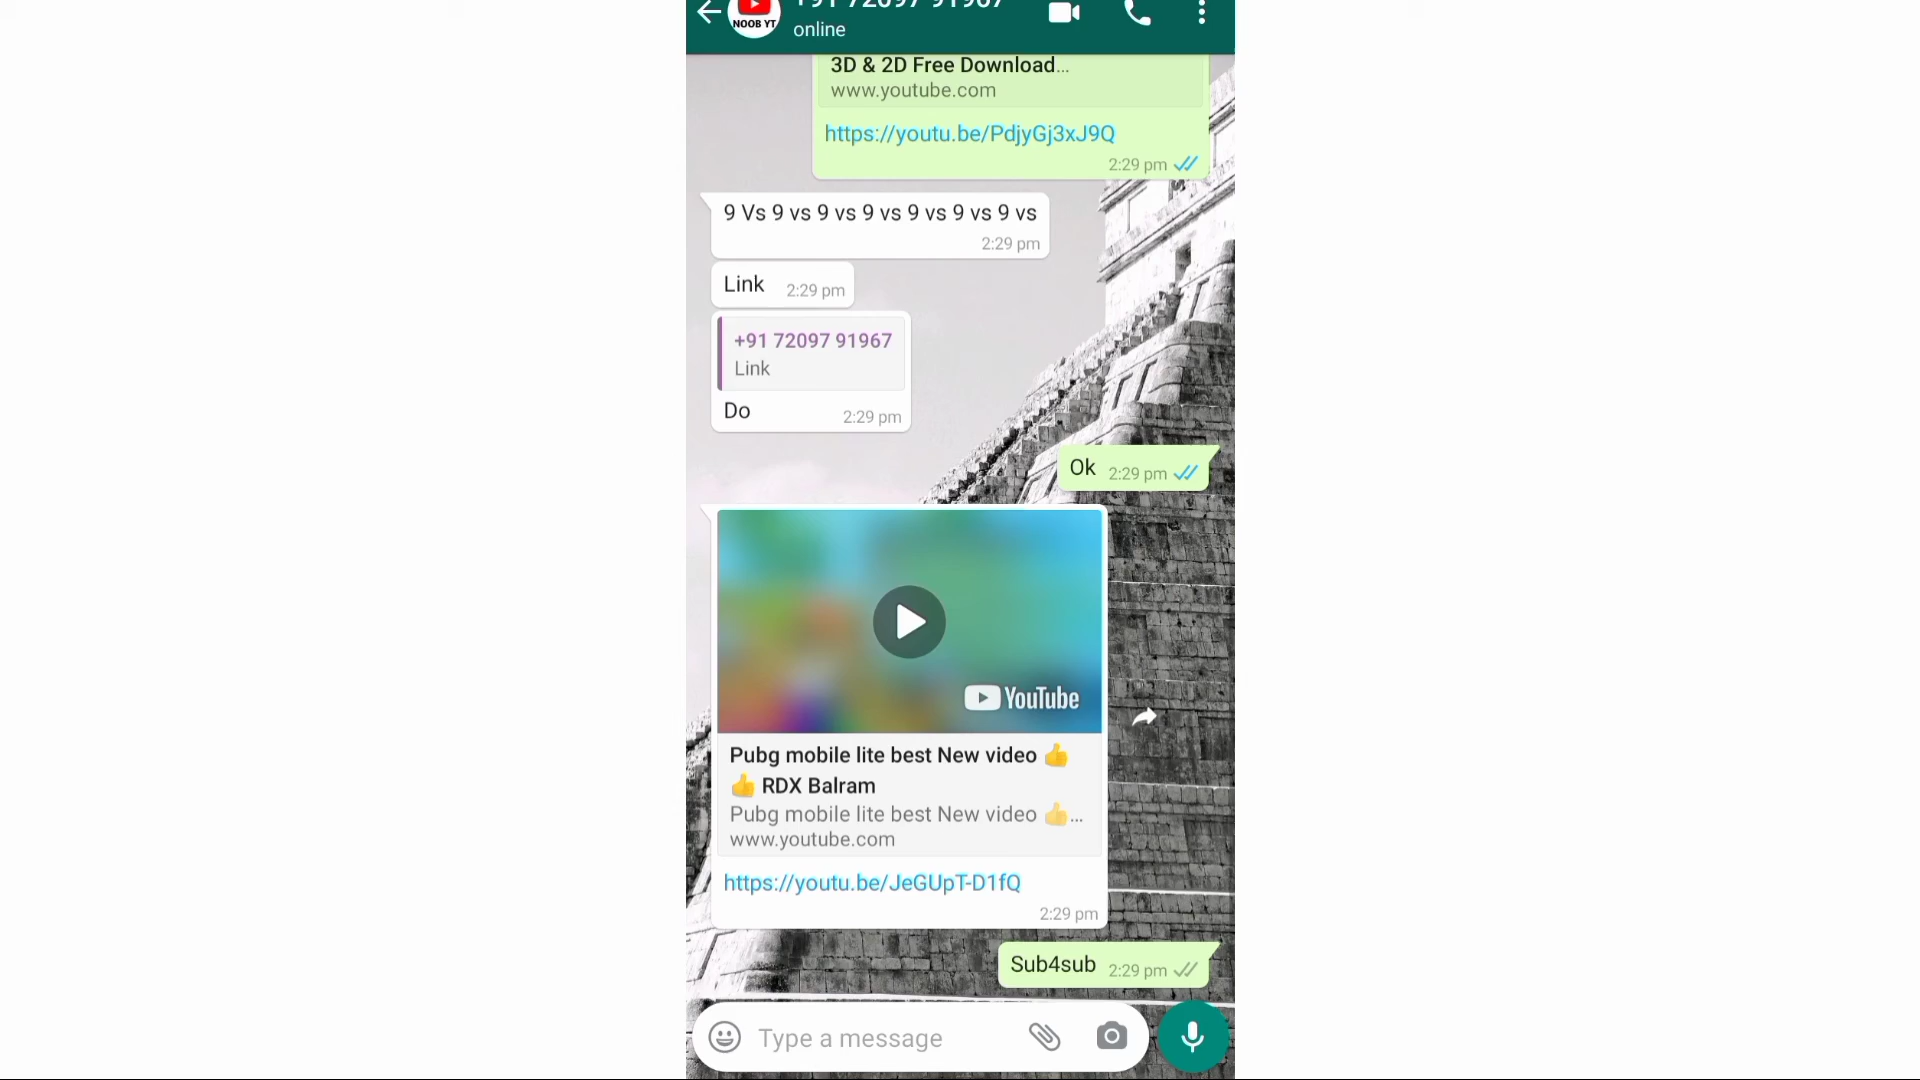 +91 72097 91967
NOOB YT
online
3D & 2D Free Download...
www.youtube.com
https://youtu.be/PdjyGj3xJ9Q
2:29 pm
9 Vs 9 vs 9 vs 9 vs 9 vs 9 vs 9 vs
2:29 pm
Link 2:29 pm
+91 72097 91967
Link
Do 2:29 pm
Ok 2:29 pm
YouTube
Pubg mobile lite best New video 👍
👍 RDX Balram
Pubg mobile lite best New video 👍...
www.youtube.com
https://youtu.be/JeGUpT-D1fQ
2:29 pm
Sub4sub 2:29 pm
Type a message